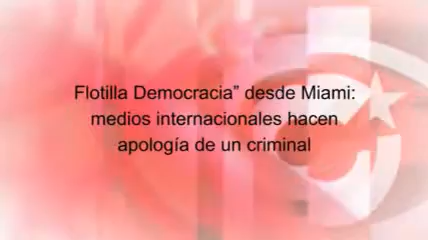 Flotilla Democracia” desde Miami:
medios internacionales hacen
apología de un criminal